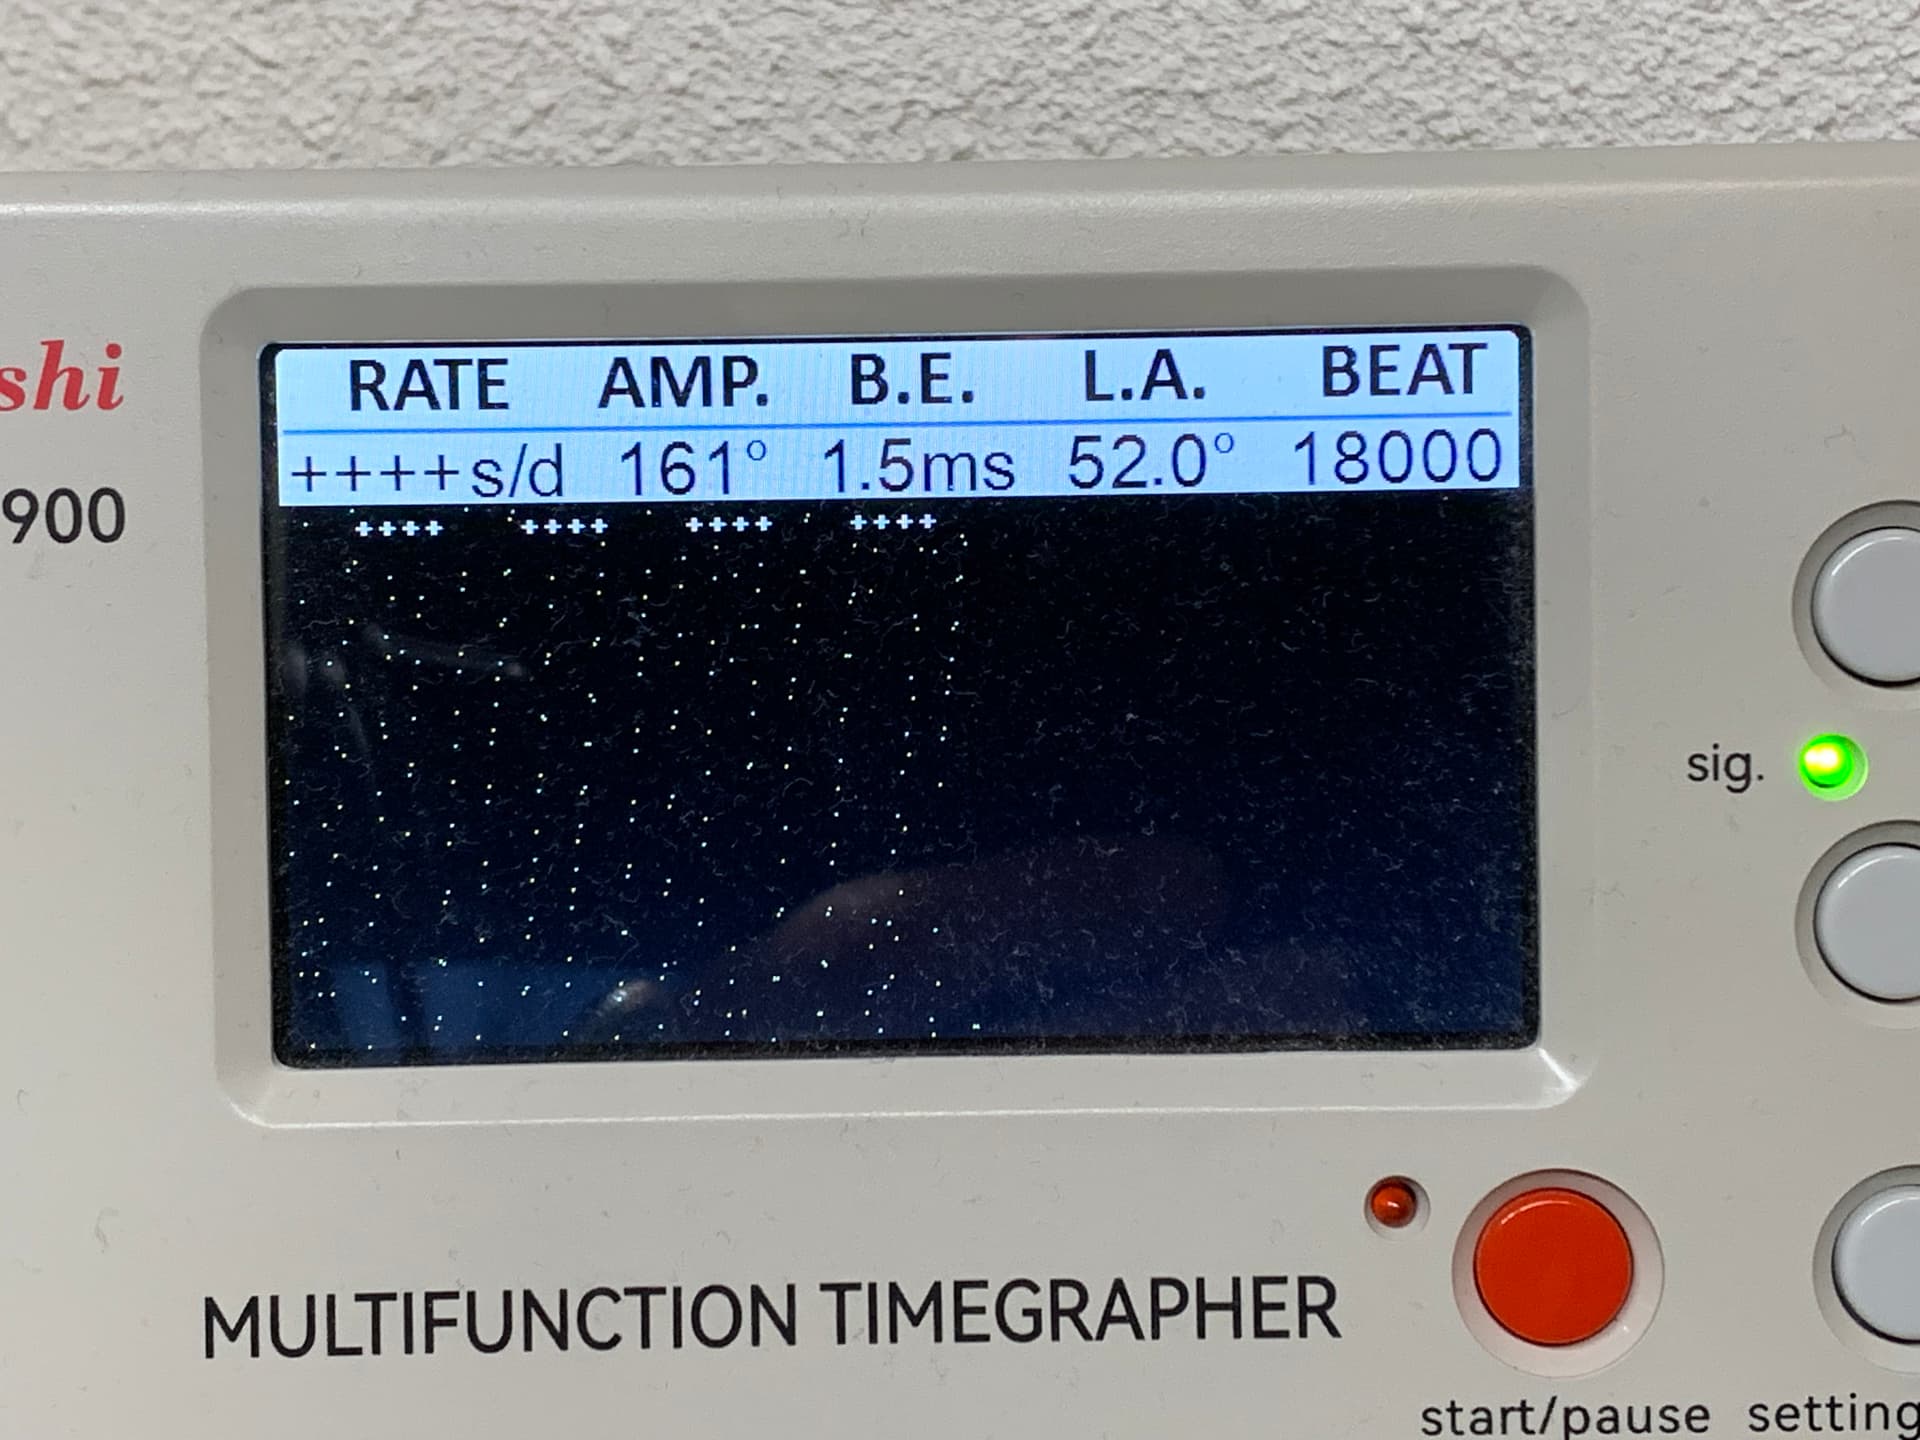 RATE AMP. B.E. L.A. BEAT
++++s/d 161° 1.5ms 52.0° 18000
++++ ++++ ++++ ++++
shi
900
sig.
MULTIFUNCTION TIMEGRAPHER
start/pause setting